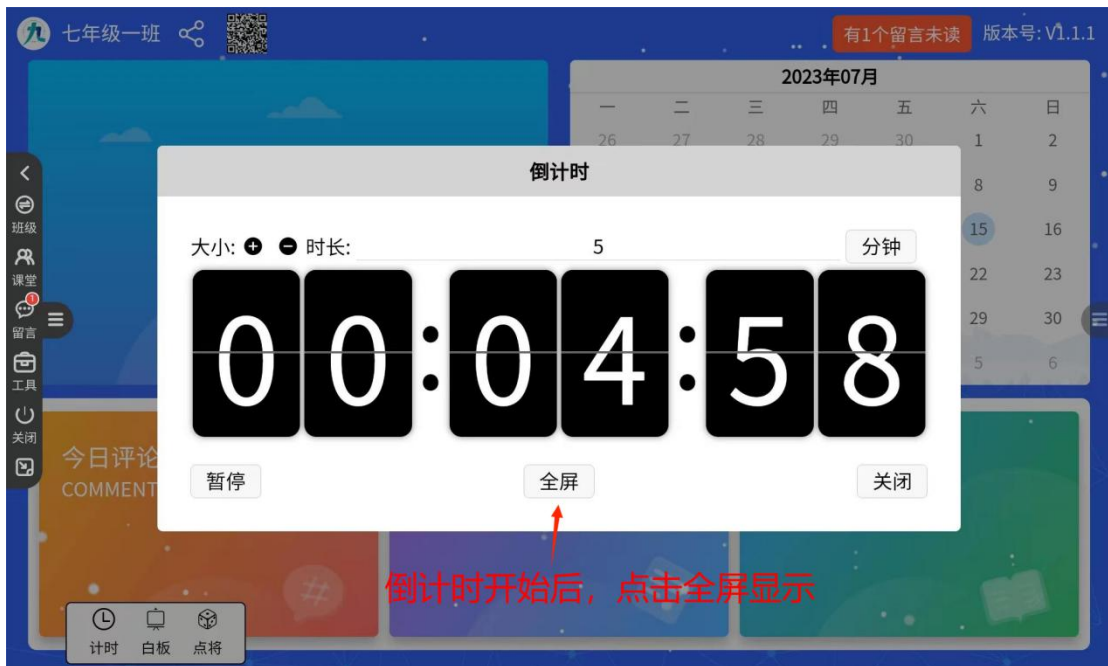 九 七年级一班 有1个留言未读 版本号: V1.1.1
2023年07月
一 二 三 四 五 六 日
26 27 28 29 30 1 2
倒计时
8 9
班级
大小: 时长: 5 分钟
15 16
课堂
22 23
1
留言
00:04:58
29 30
工具
5 6
关闭
今日评论
COMMENT
暂停 全屏 关闭
倒计时开始后，点击全屏显示
计时 白板 点将